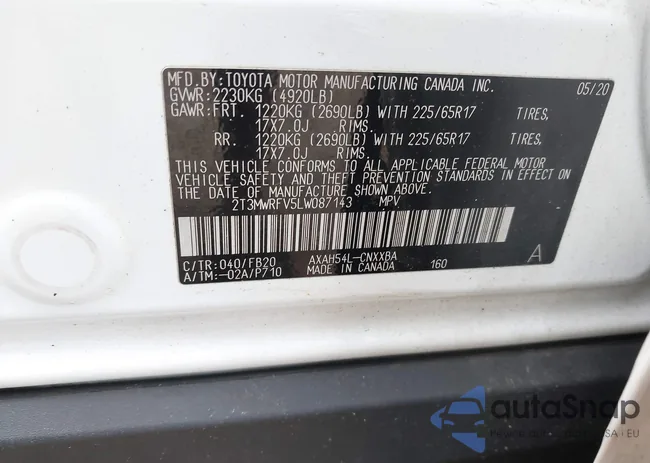 MFD.BY:TOYOTA MOTOR MANUFACTURING CANADA INC. 05/20
GVWR:2230KG (4920LB)
GAWR:FRT. 1220KG (2690LB) WITH 225/65R17 TIRES,
17X7.0J RIMS.
RR. 1220KG (2690LB) WITH 225/65R17 TIRES,
17X7.0J RIMS.
THIS VEHICLE CONFORMS TO ALL APPLICABLE FEDERAL MOTOR
VEHICLE SAFETY AND THEFT PREVENTION STANDARDS IN EFFECT ON
THE DATE OF MANUFACTURE SHOWN ABOVE.
2T3MWRFV5LW087143 MPV
C/TR:040/FB20 AXAH54L-CNXXBA A
A/TM:-02A/P710 MADE IN CANADA 160
autoSnap
USA - EU